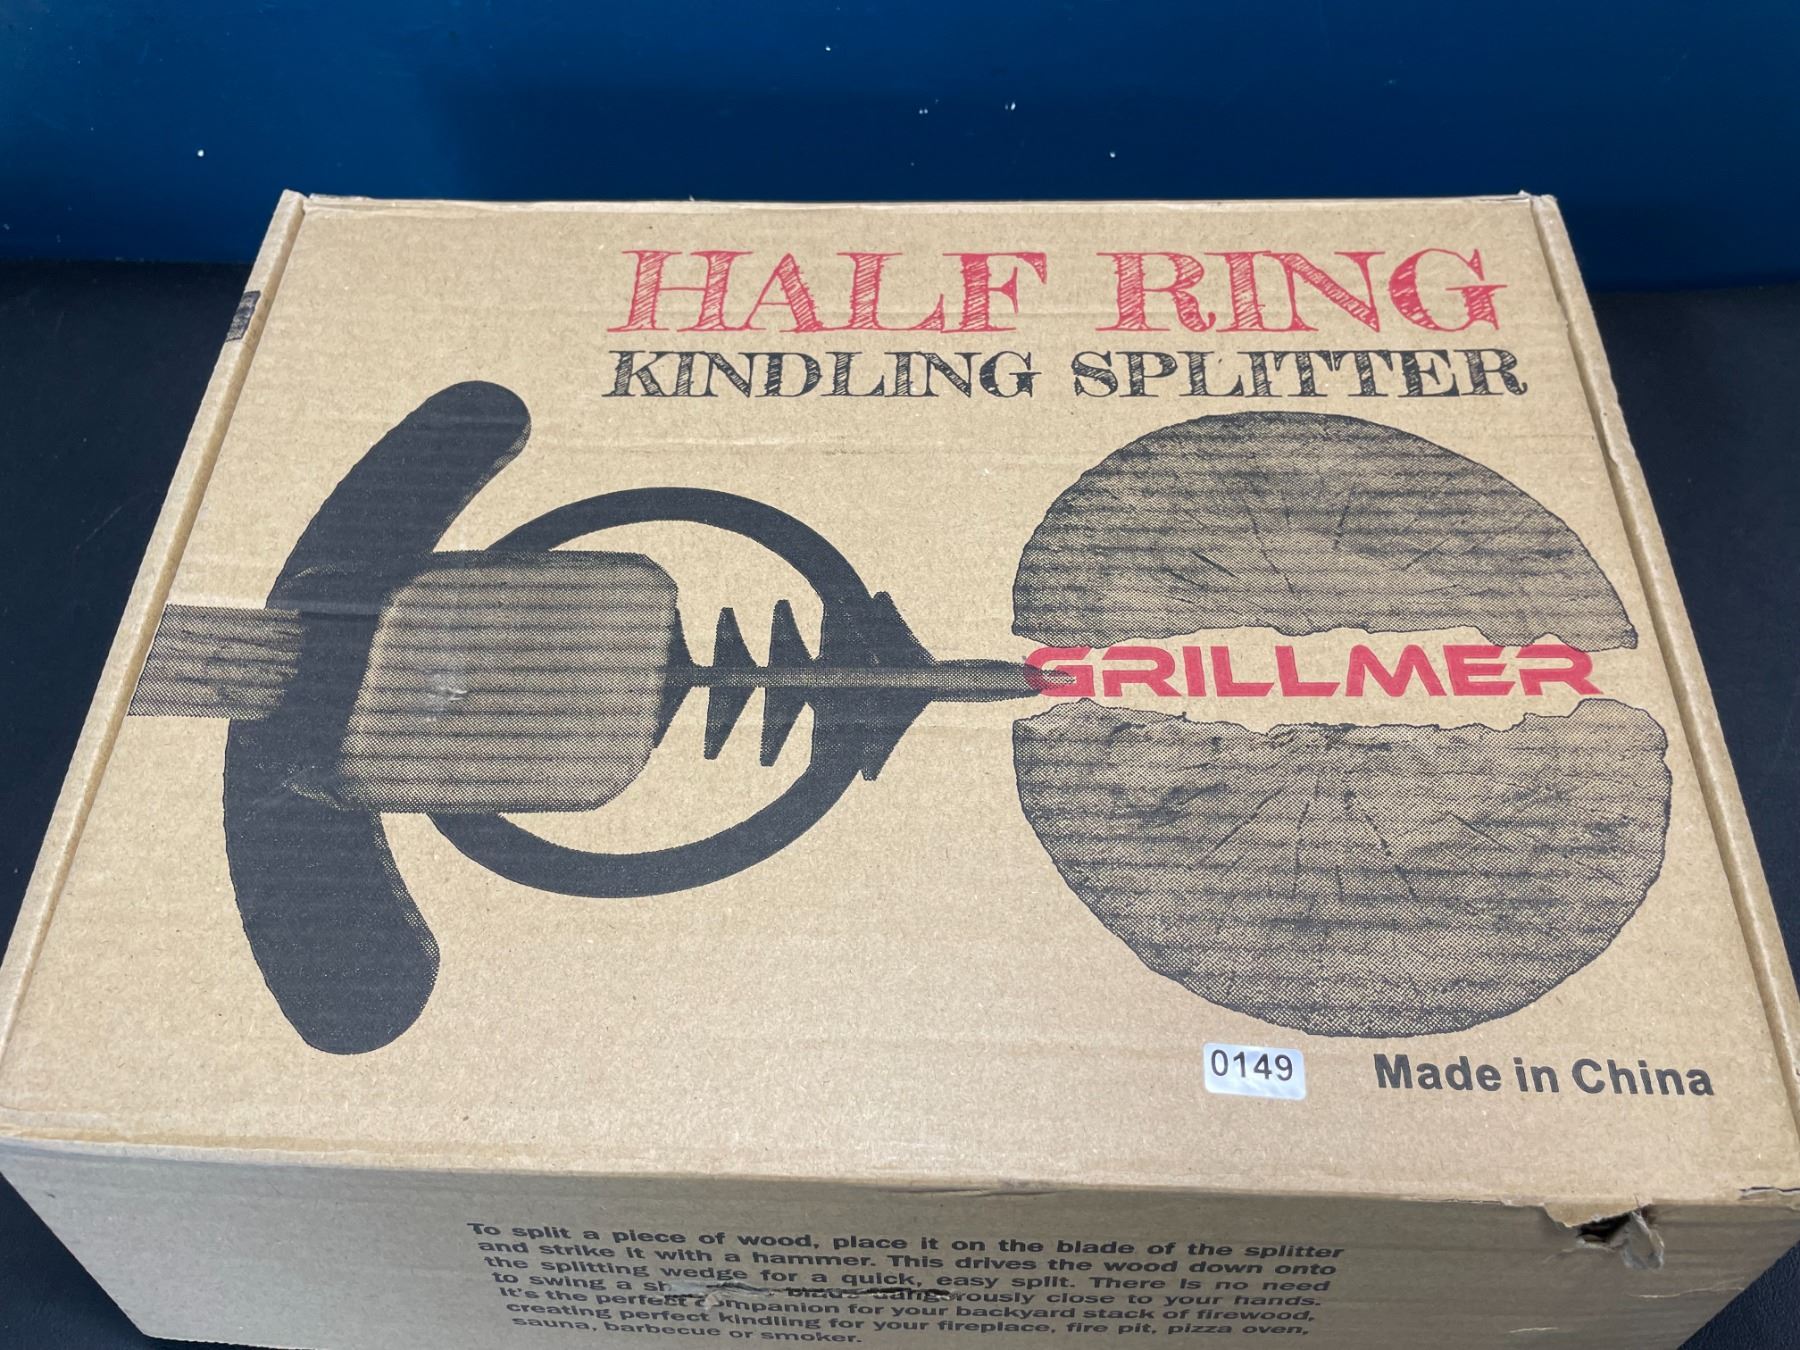 HALF RING
KINDLING SPLITTER
GRILLMER
0149
Made in China
To split a piece of wood, place it on the blade of the splitter
and strike it with a hammer. This drives the wood down onto
the splitting wedge for a quick, easy split. There is no need
to swing a dangerously close to your hands.
It's the perfect companion for your backyard stack of firewood,
creating perfect kindling for your fireplace, fire pit, pizza oven,
sauna, barbecue or smoker.